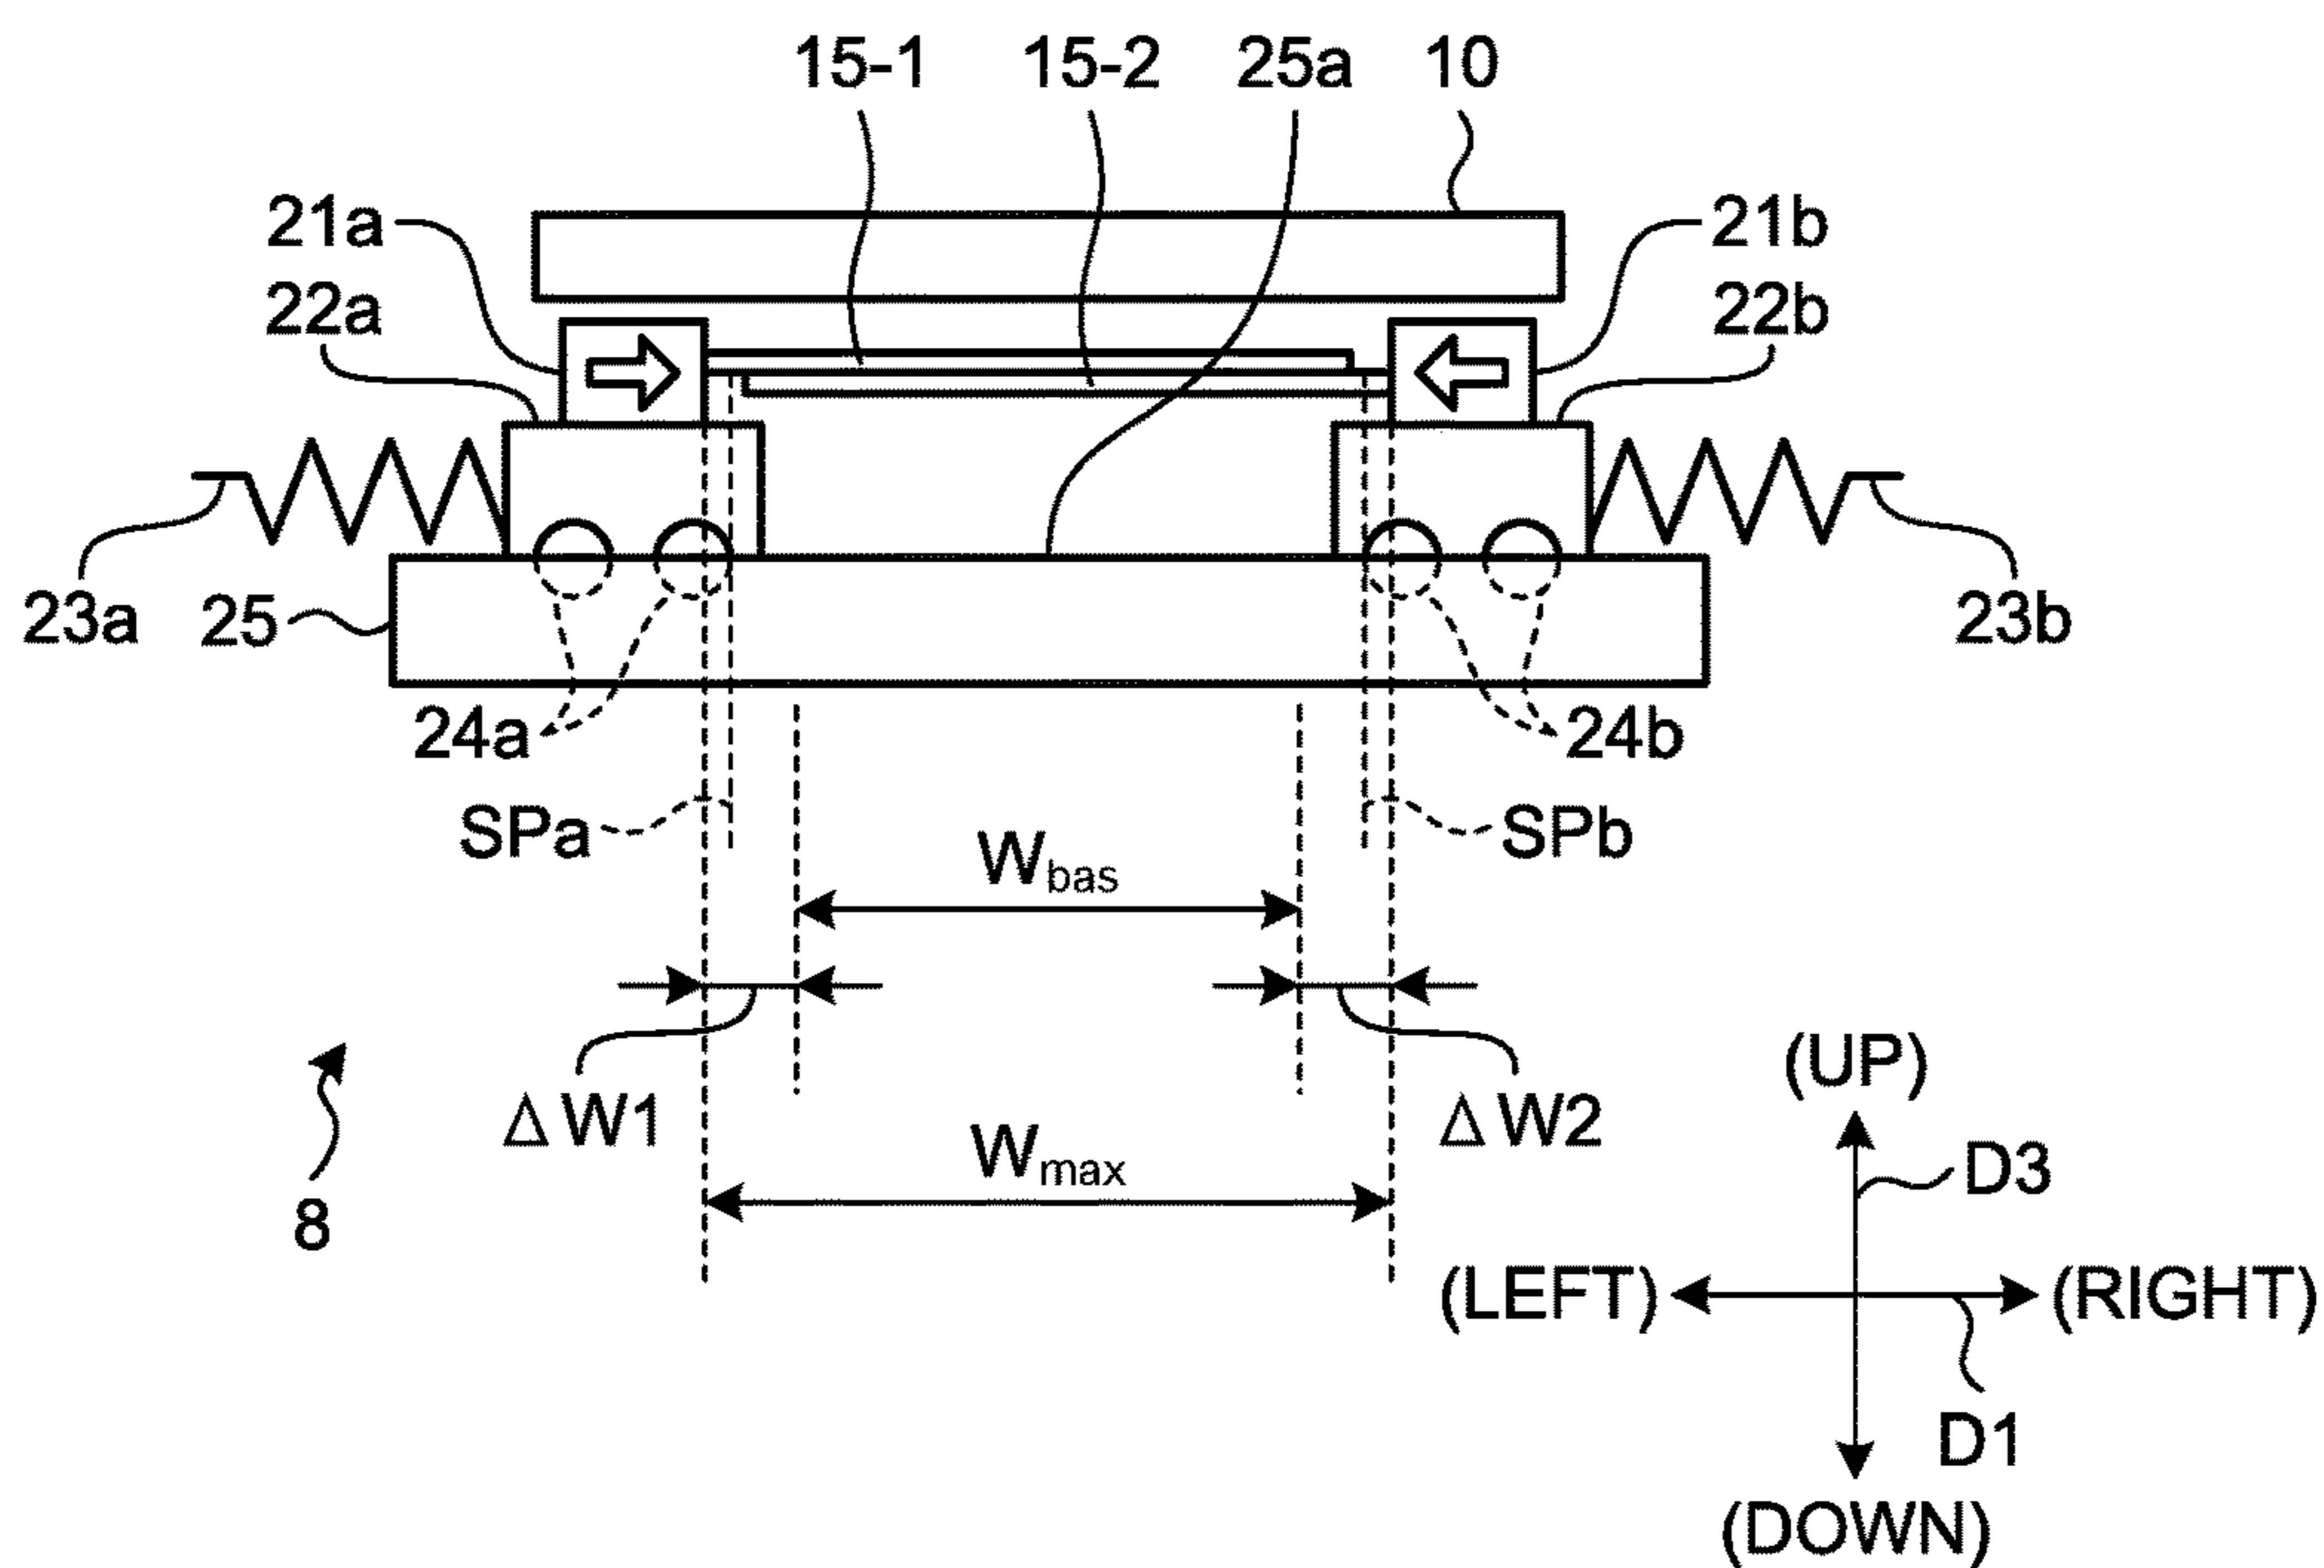 15-1 15-2 25a 10
21a 21b
22a 22b
23a 25 23b
24a 24b
SPa SPb
Wbas
(UP)
ΔW1 ΔW2
Wmax D3
8
(LEFT) (RIGHT)
D1
(DOWN)